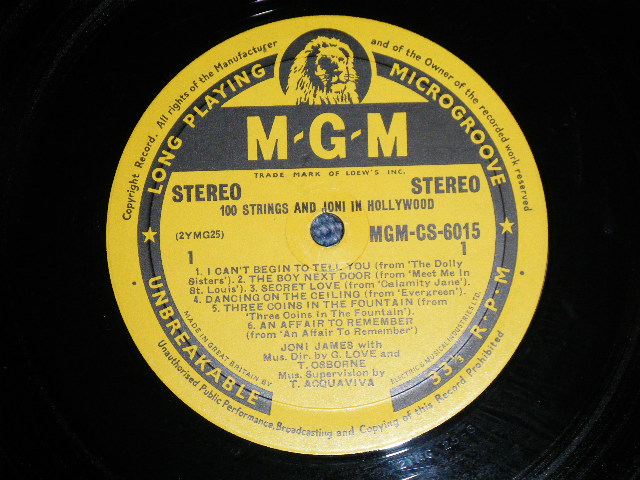 Copyright Record. All rights of the Manufacturer and of the Owner of the recorded work reserved
LONG PLAYING MICROGROOVE
M-G-M
TRADE MARK OF LOEW'S INC.
STEREO STEREO
100 STRINGS AND JONI IN HOLLYWOOD
(2YMG25) MGM-CS-6015
1 1
1. I CAN'T BEGIN TO TELL YOU (from 'The Dolly
Sisters'). 2. THE BOY NEXT DOOR (from 'Meet Me In
St. Louis'). 3. SECRET LOVE (from 'Calamity Jane').
4. DANCING ON THE CEILING (from 'Evergreen').
5. THREE COINS IN THE FOUNTAIN (from
'Three Coins In The Fountain').
6. AN AFFAIR TO REMEMBER
(from 'An Affair To Remember')
JONI JAMES with
Mus. Dir. by G. LOVE and
T. OSBORNE
Mus. Supervision by
T. ACQUAVIVA
MADE IN GREAT BRITAIN BY ELECTRIC & MUSICAL INDUSTRIES LTD.
UNBREAKABLE 33⅓ R·P·M
Unauthorised Public Performance, Broadcasting and Copying of this Record Prohibited